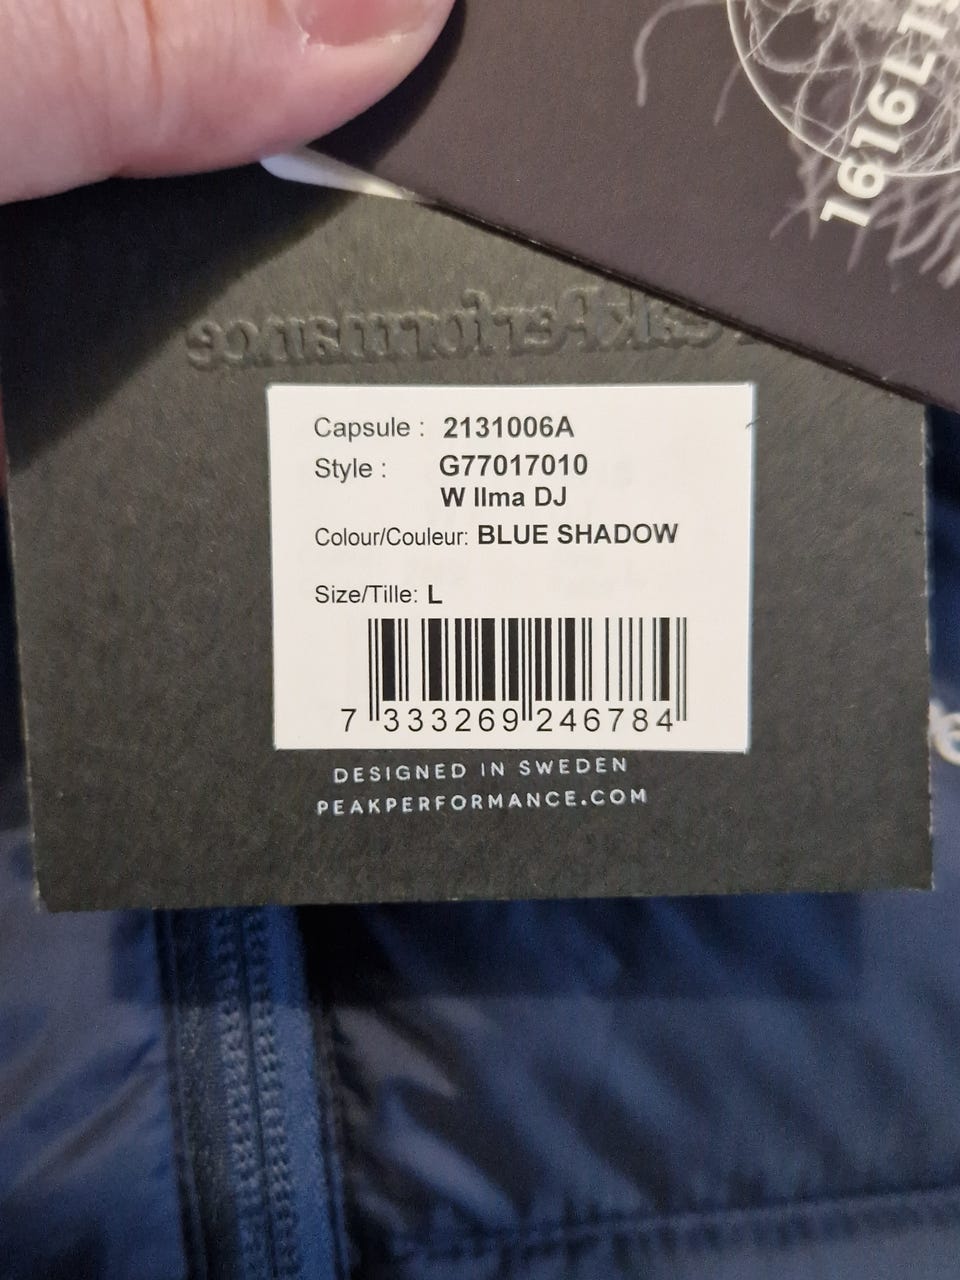 Capsule : 2131006A
Style : G77017010
W Ilma DJ
Colour/Couleur: BLUE SHADOW
Size/Tille: L
7 333269 246784
DESIGNED IN SWEDEN
PEAKPERFORMANCE.COM